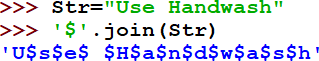 >>> Str="Use Handwash"
>>> '$'.join(Str)
'U$s$e$ $H$a$n$d$w$a$s$h'